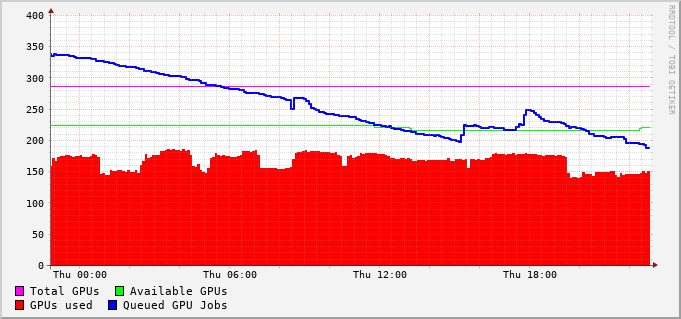 400
350
300
250
200
150
100
50
0
Thu 00:00 Thu 06:00 Thu 12:00 Thu 18:00
Total GPUs Available GPUs
GPUs used Queued GPU Jobs
RRDTOOL / TOBI OETIKER